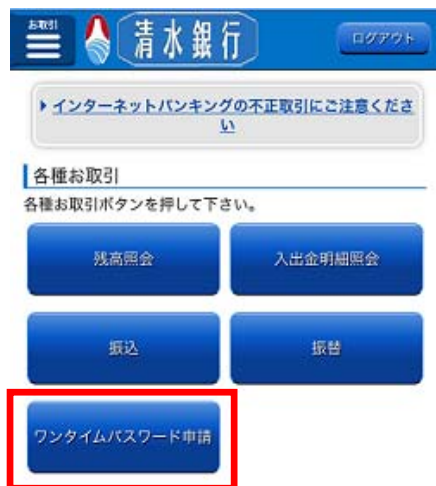 お取引
清水銀行
ログアウト
インターネットバンキングの不正取引にご注意くださ
い
各種お取引
各種お取引ボタンを押して下さい。
残高照会
入出金明細照会
振込
振替
ワンタイムパスワード申請